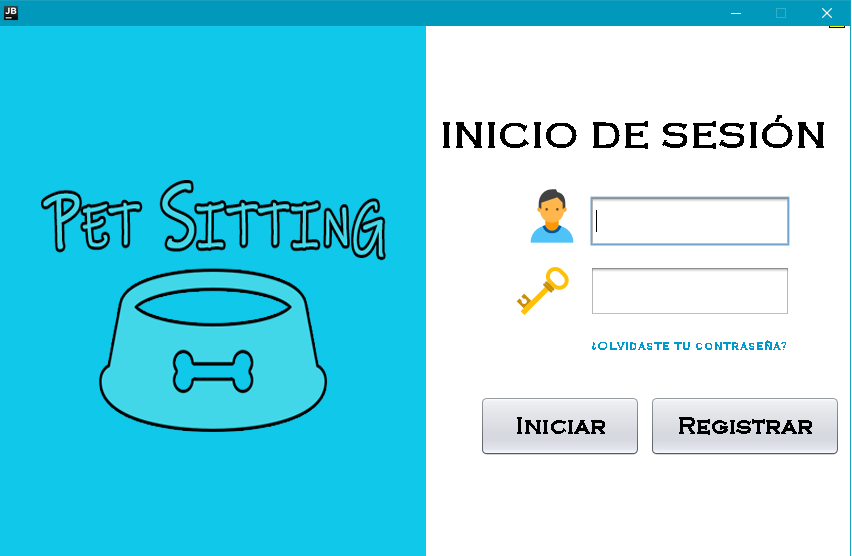 JB
Pet Sitting
INICIO DE SESIÓN
¿OLVIDASTE TU CONTRASEÑA?
Iniciar
Registrar